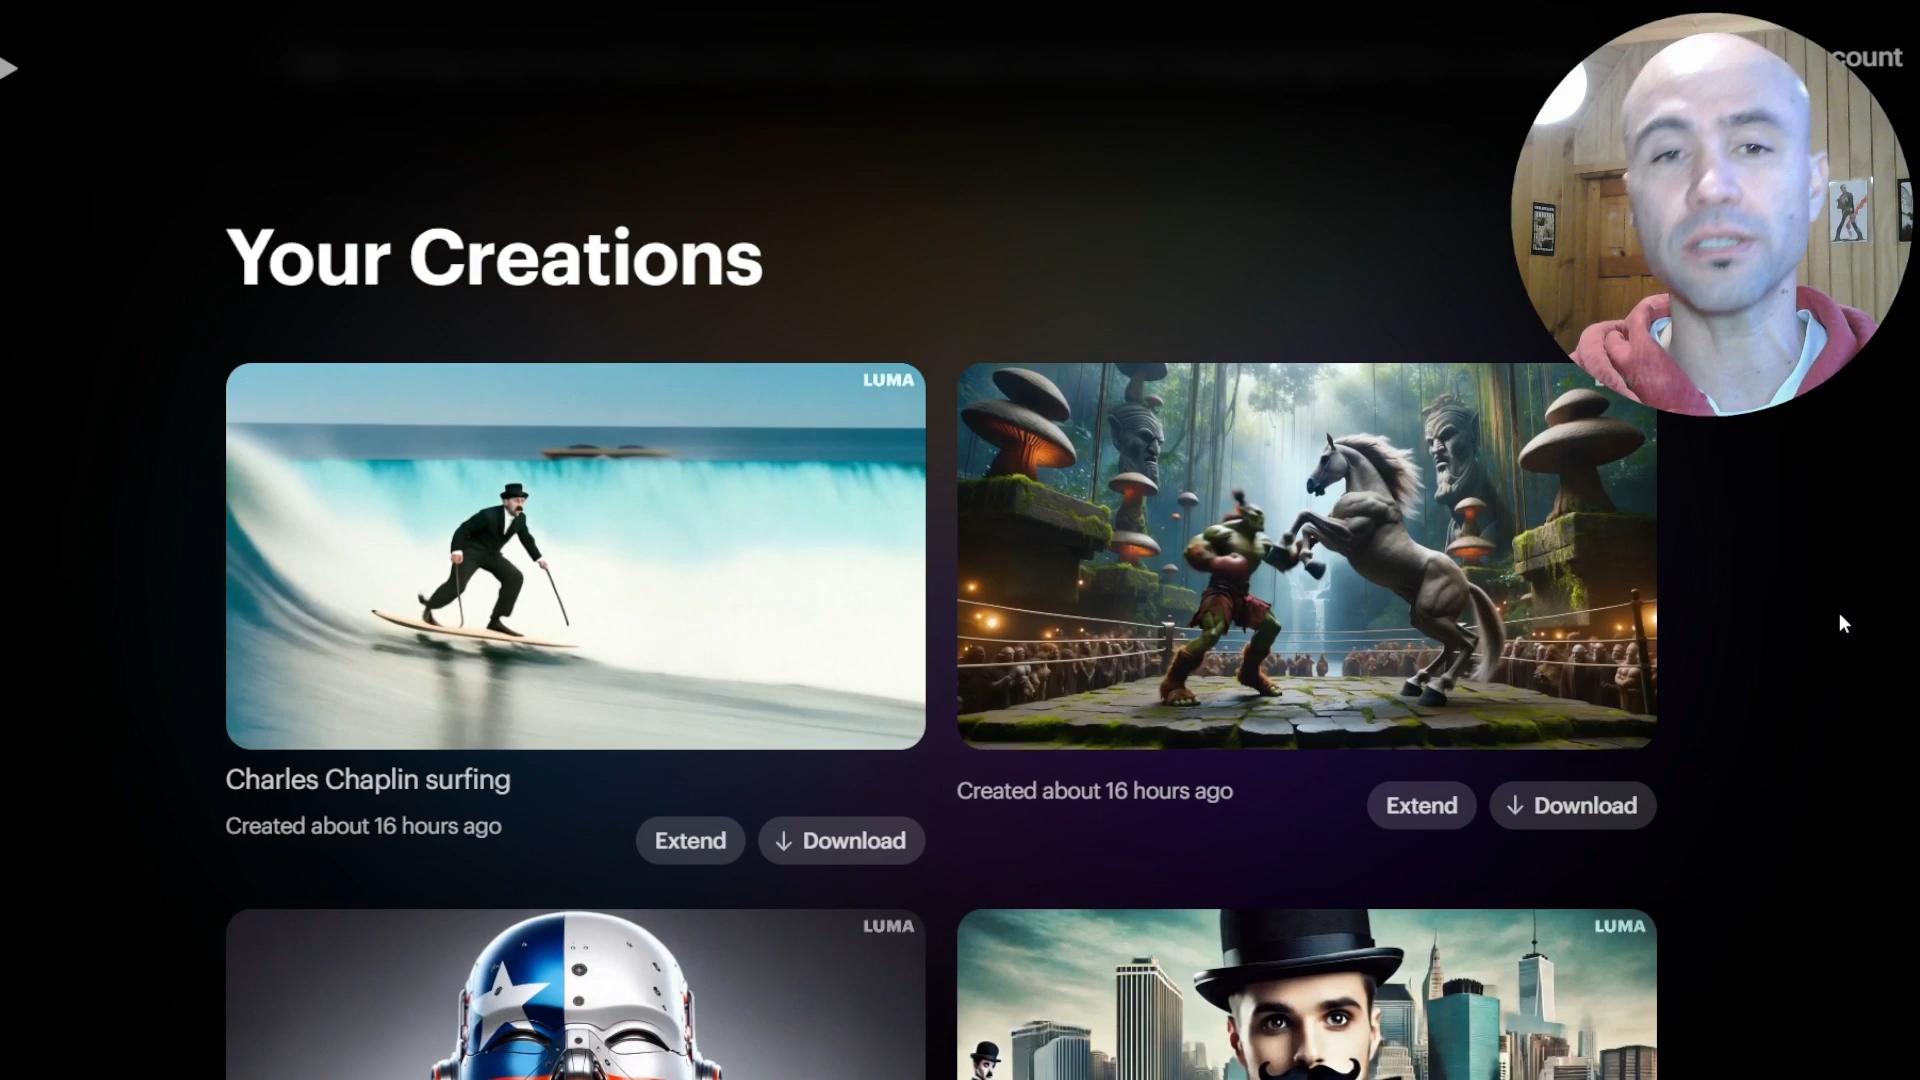 count
Your Creations
LUMA
Charles Chaplin surfing
Created about 16 hours ago
Extend
Download
Created about 16 hours ago
Extend
Download
LUMA
LUMA